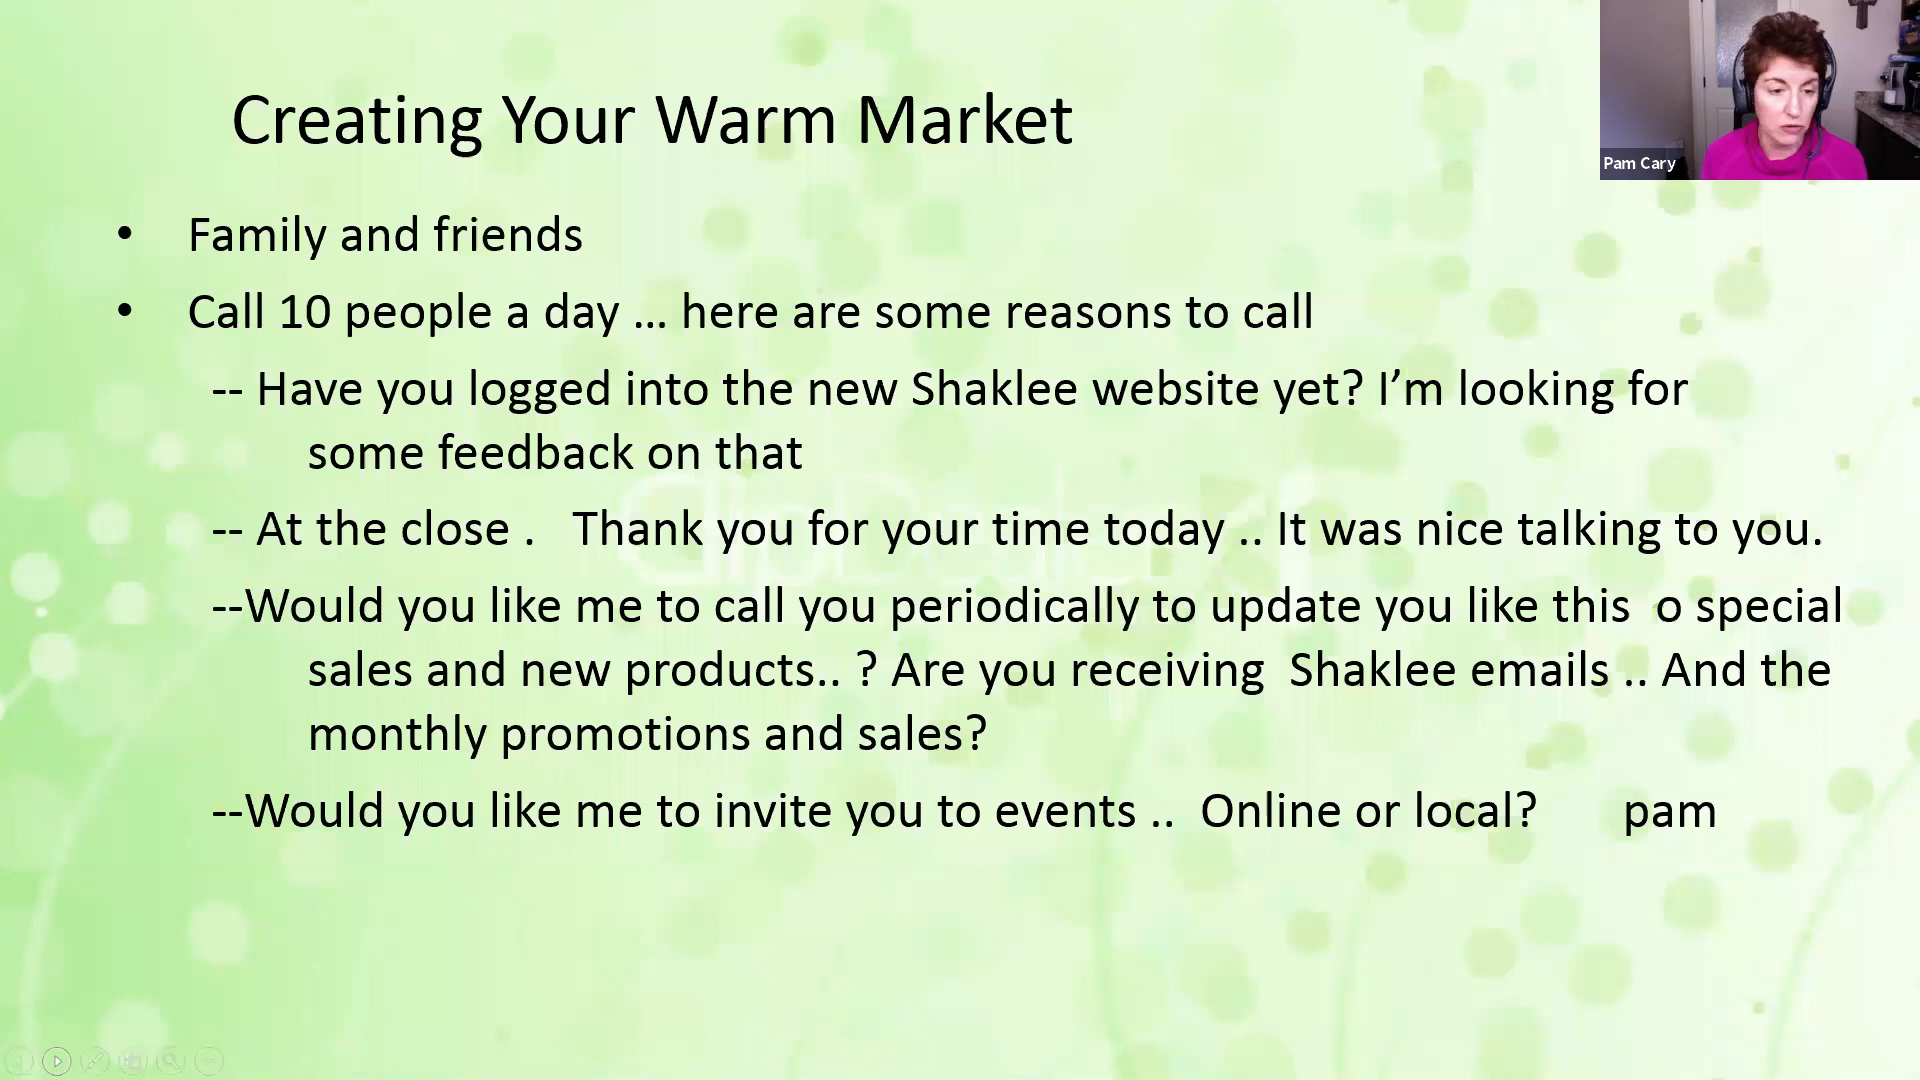 Creating Your Warm Market
Pam Cary
• Family and friends
• Call 10 people a day ... here are some reasons to call
-- Have you logged into the new Shaklee website yet? I’m looking for
some feedback on that
-- At the close . Thank you for your time today .. It was nice talking to you.
--Would you like me to call you periodically to update you like this o special
sales and new products.. ? Are you receiving Shaklee emails .. And the
monthly promotions and sales?
--Would you like me to invite you to events .. Online or local? pam